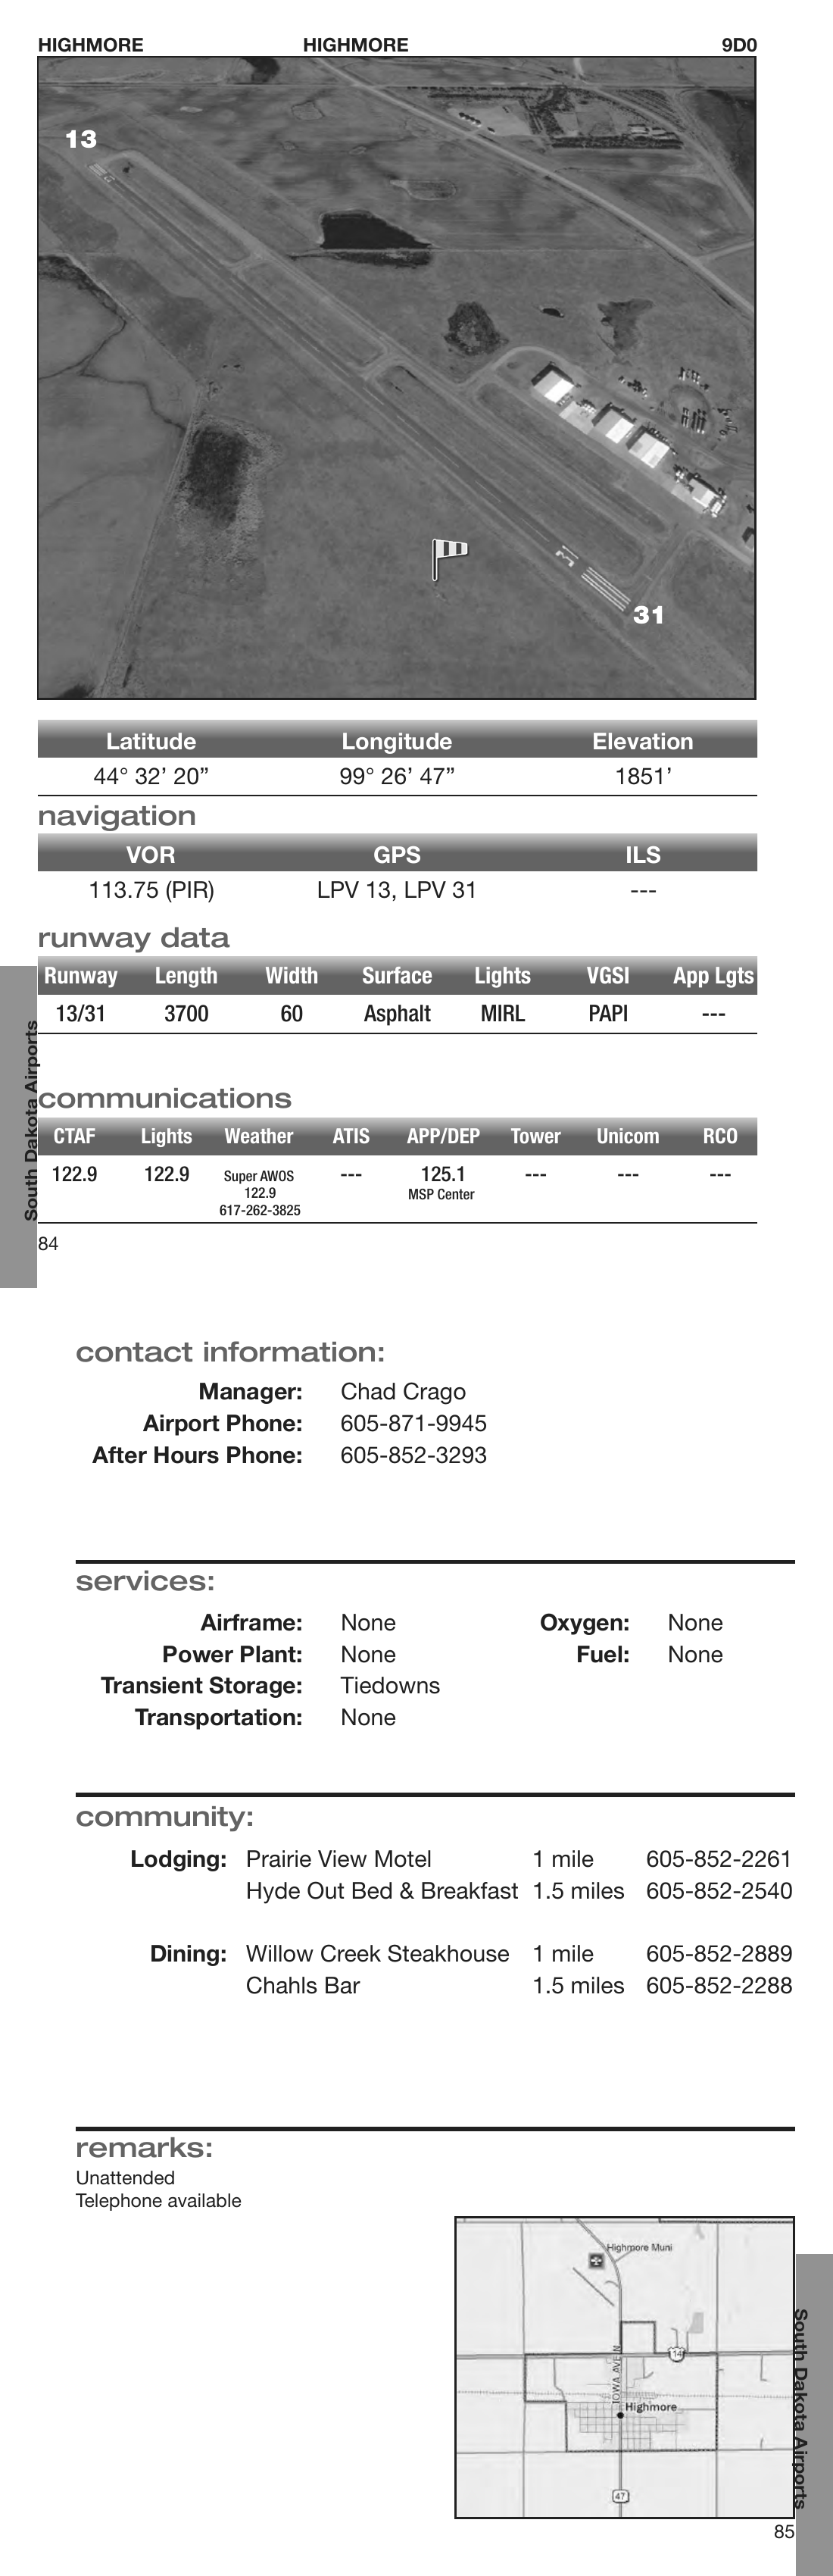 HIGHMORE HIGHMORE 9D0
13
31
Latitude Longitude Elevation
44° 32’ 20” 99° 26’ 47” 1851’
navigation
VOR GPS ILS
113.75 (PIR) LPV 13, LPV 31 ---
runway data
Runway Length Width Surface Lights VGSI App Lgts
13/31 3700 60 Asphalt MIRL PAPI ---
South Dakota Airports
communications
CTAF Lights Weather ATIS APP/DEP Tower Unicom RCO
122.9 122.9 Super AWOS --- 125.1 --- --- ---
122.9 MSP Center
617-262-3825
84
contact information:
Manager: Chad Crago
Airport Phone: 605-871-9945
After Hours Phone: 605-852-3293
services:
Airframe: None Oxygen: None
Power Plant: None Fuel: None
Transient Storage: Tiedowns
Transportation: None
community:
Lodging: Prairie View Motel 1 mile 605-852-2261
Hyde Out Bed & Breakfast 1.5 miles 605-852-2540
Dining: Willow Creek Steakhouse 1 mile 605-852-2889
Chahls Bar 1.5 miles 605-852-2288
remarks:
Unattended
Telephone available
Highmore Muni
14
IOWA AVE N
Highmore
47
South Dakota Airports
85